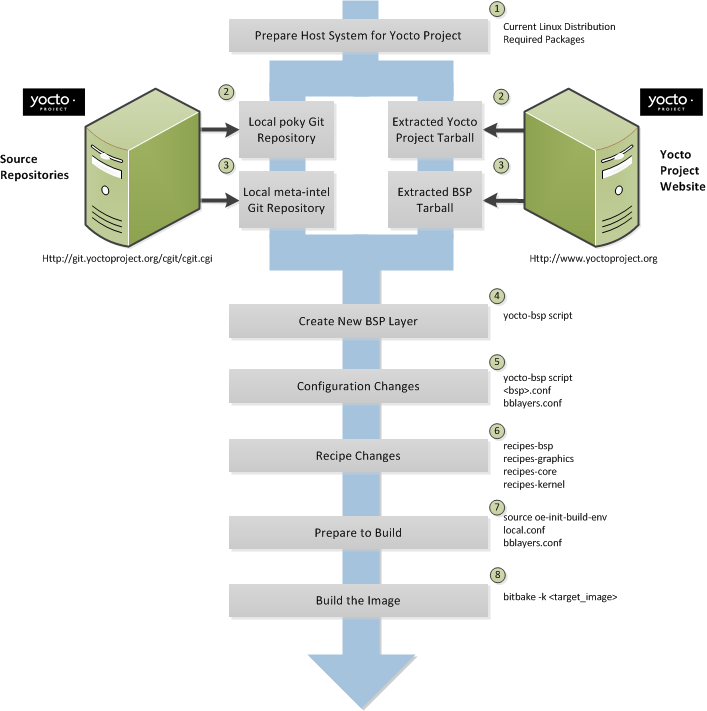 1
Prepare Host System for Yocto Project
Current Linux Distribution
Required Packages
yocto
PROJECT
Source
Repositories
Http://git.yoctoproject.org/cgit/cgit.cgi
2
Local poky Git
Repository
3
Local meta-intel
Git Repository
2
Extracted Yocto
Project Tarball
3
Extracted BSP
Tarball
yocto
PROJECT
Yocto
Project
Website
Http://www.yoctoproject.org
4
Create New BSP Layer
yocto-bsp script
5
Configuration Changes
yocto-bsp script
<bsp>.conf
bblayers.conf
6
Recipe Changes
recipes-bsp
recipes-graphics
recipes-core
recipes-kernel
7
Prepare to Build
source oe-init-build-env
local.conf
bblayers.conf
8
Build the Image
bitbake -k <target_image>